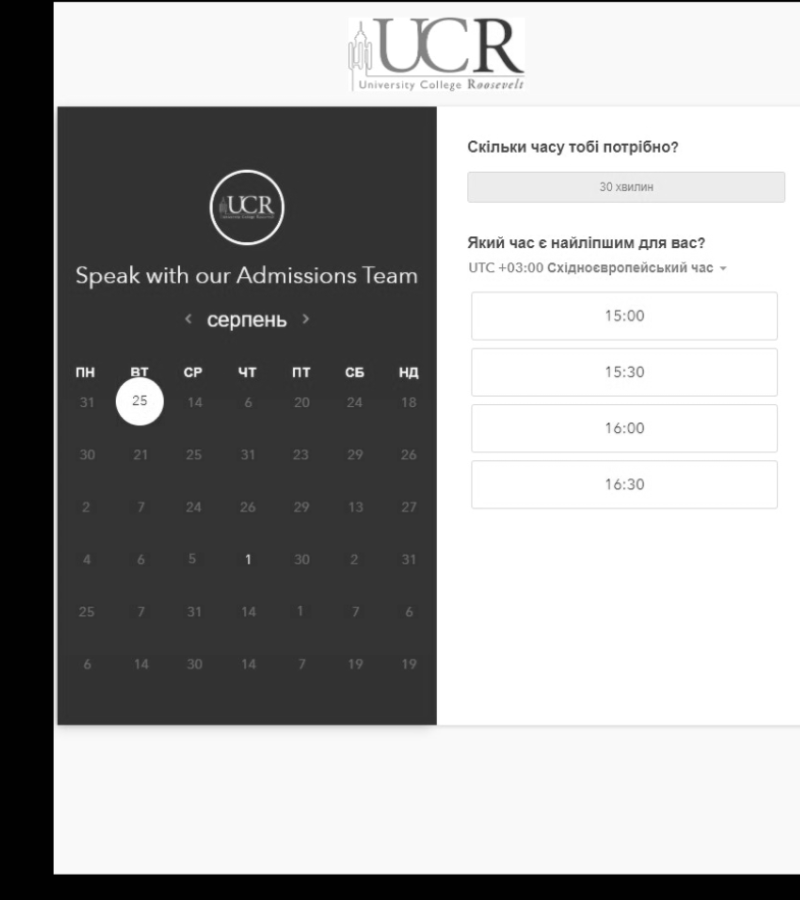 UCR
University College Roosevelt
UCR
Speak with our Admissions Team
< серпень >
ПН ВТ СР ЧТ ПТ СБ НД
31 25 14 6 20 24 18
30 21 25 31 23 29 26
2 7 24 26 29 13 27
4 6 5 1 30 2 31
25 7 31 14 1 7 6
6 14 30 14 7 19 19
Скільки часу тобі потрібно?
30 хвилин
Який час є найліпшим для вас?
UTC +03:00 Східноєвропейський час
15:00
15:30
16:00
16:30